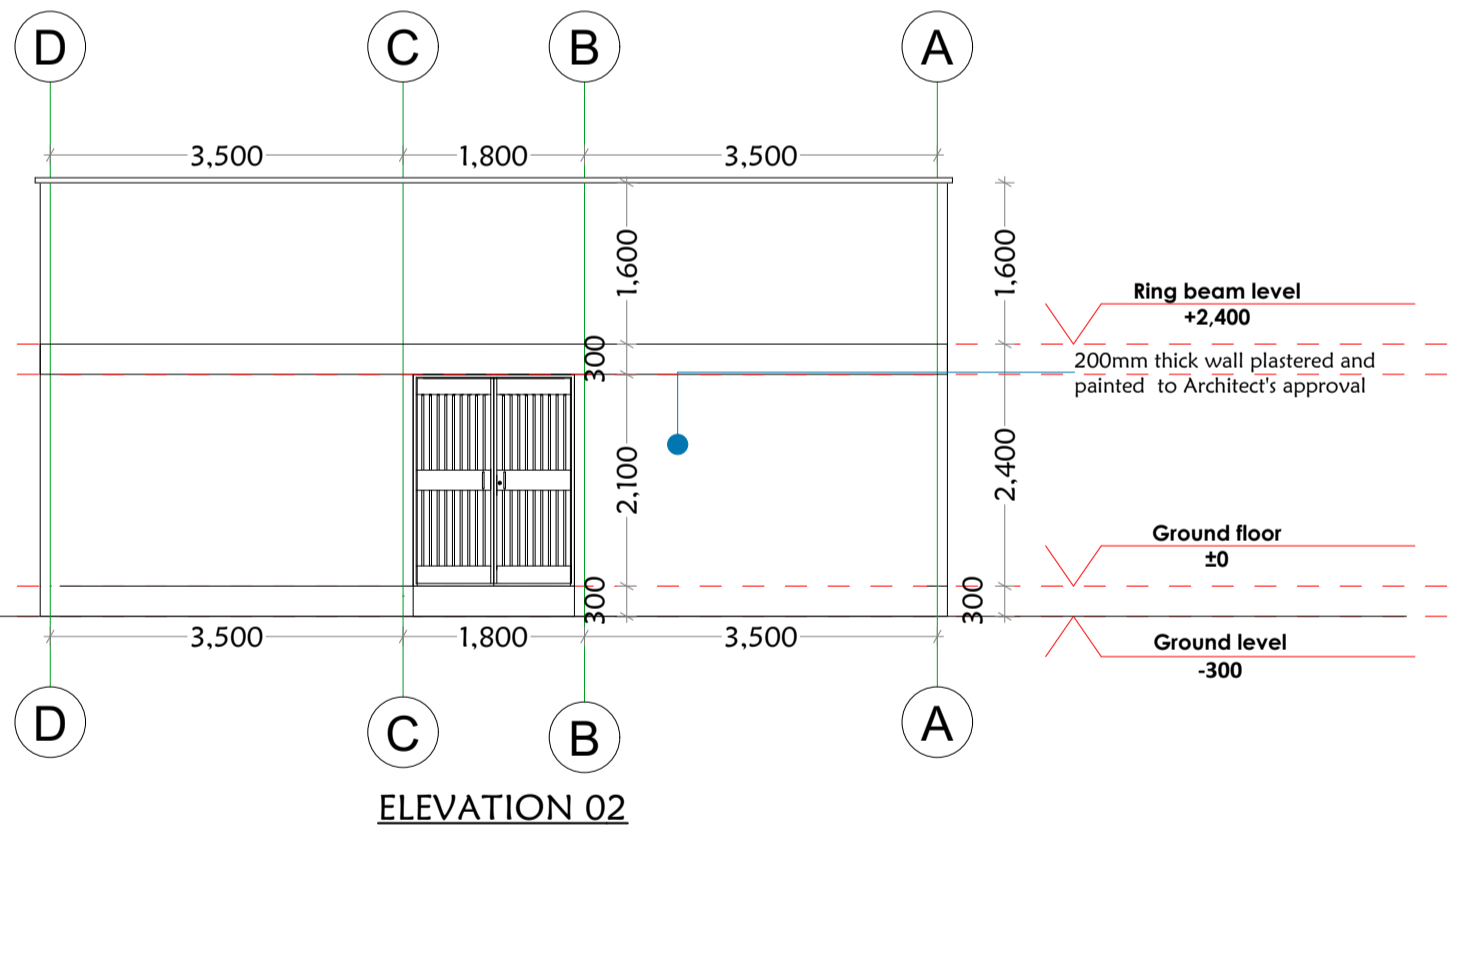 D C B A
3,500 1,800 3,500
1,600 1,600
Ring beam level
+2,400
300
200mm thick wall plastered and
painted to Architect's approval
2,100 2,400
Ground floor
±0
300 300
3,500 1,800 3,500
Ground level
-300
D C B A
ELEVATION 02